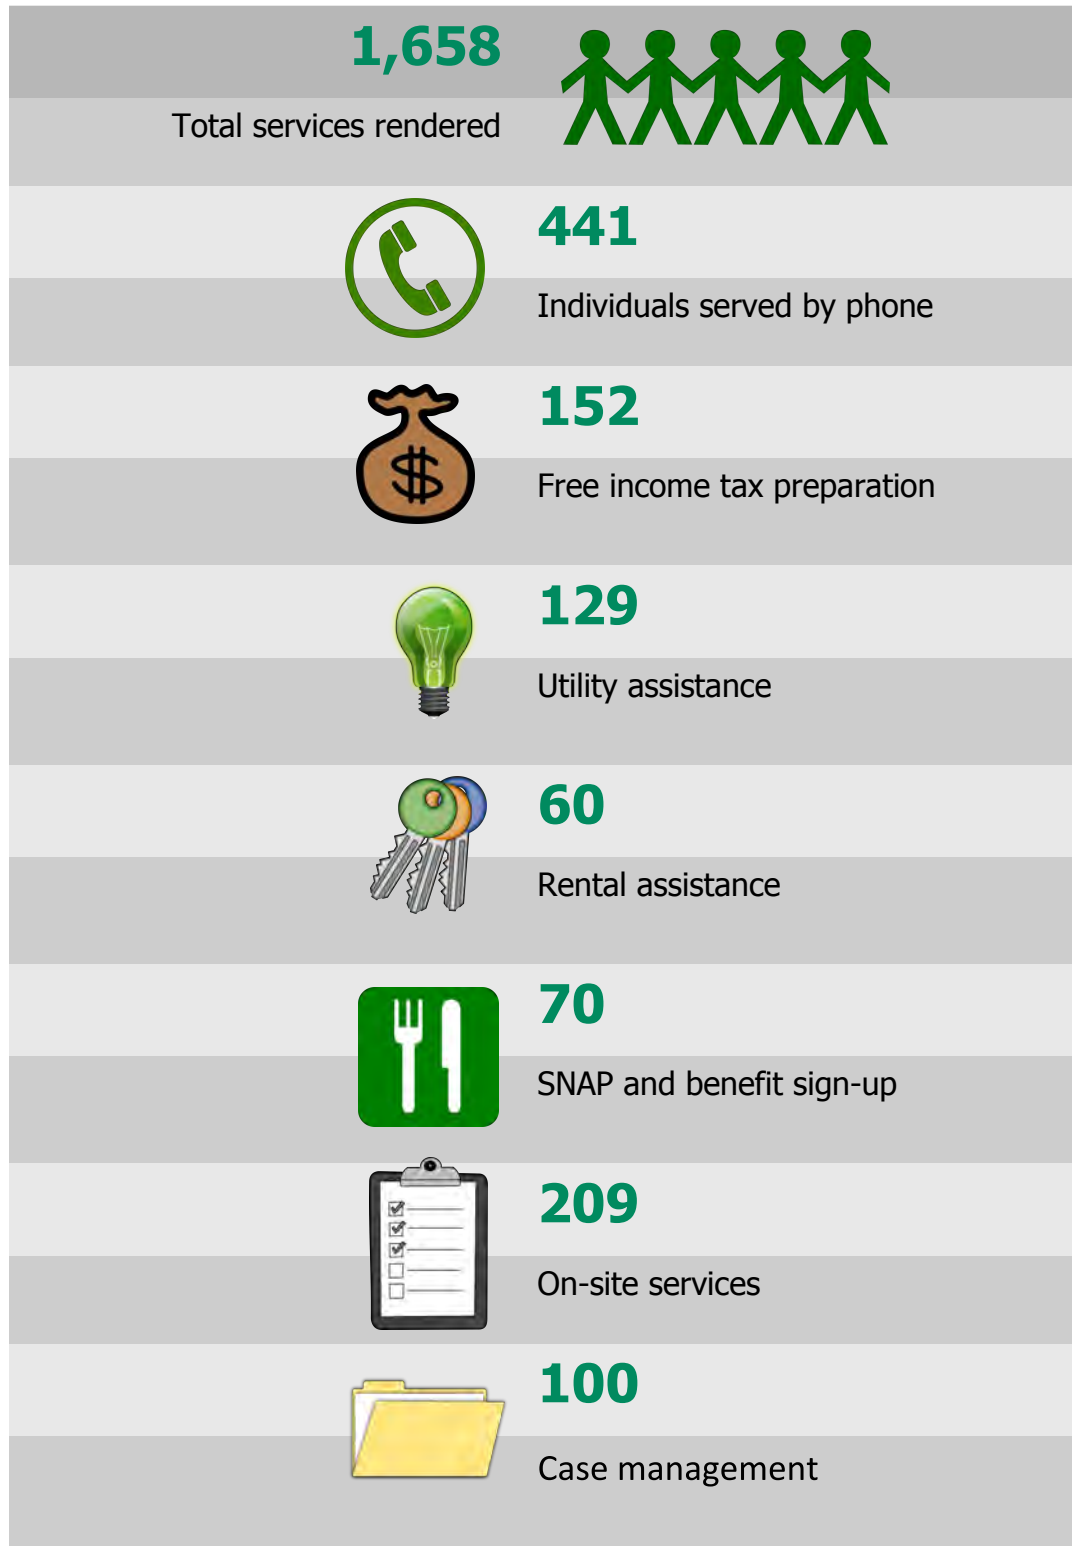 1,658
Total services rendered
441
Individuals served by phone
152
Free income tax preparation
129
Utility assistance
60
Rental assistance
70
SNAP and benefit sign-up
209
On-site services
100
Case management